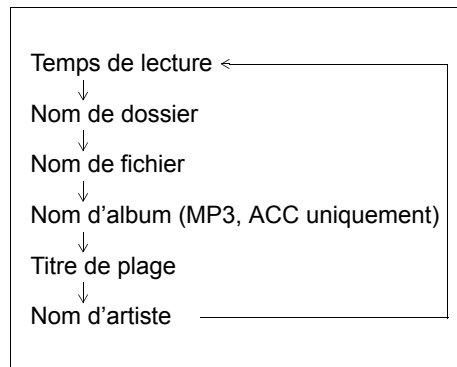 Temps de lecture
Nom de dossier
Nom de fichier
Nom d'album (MP3, ACC uniquement)
Titre de plage
Nom d'artiste